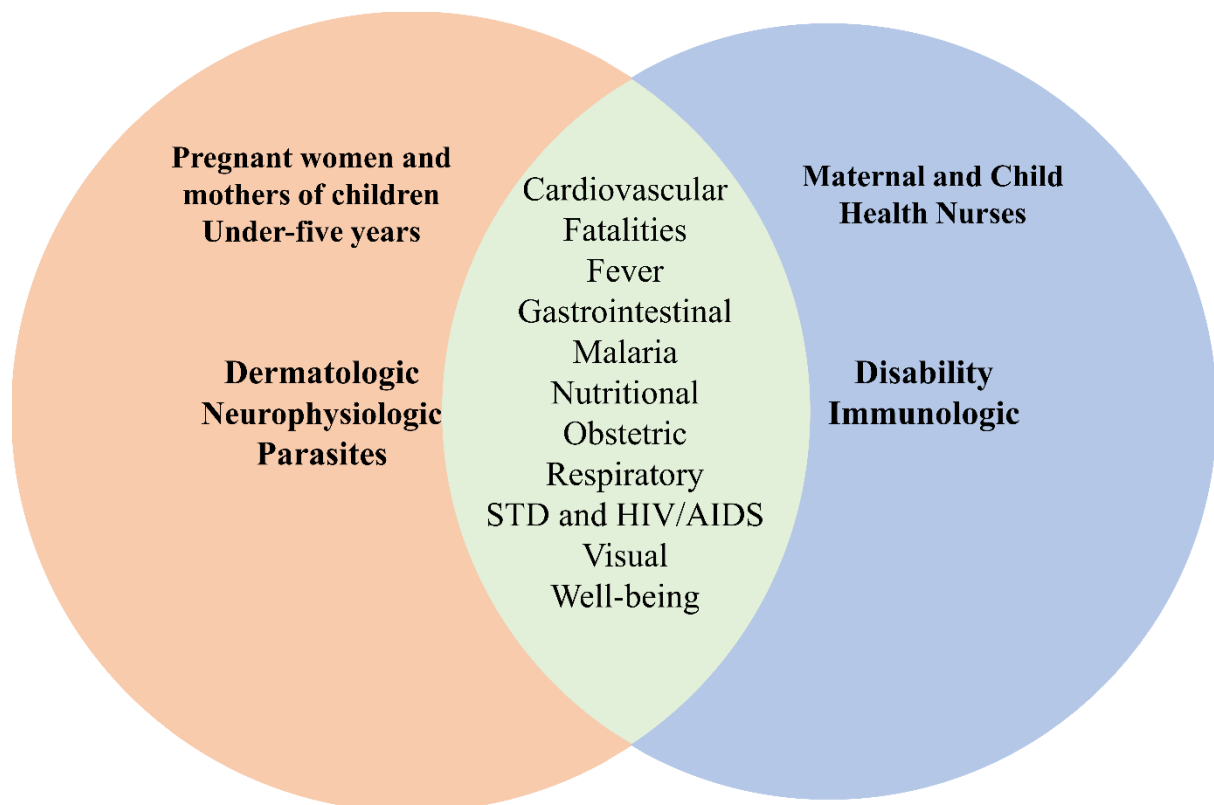 Pregnant women and
mothers of children
Under-five years
Dermatologic
Neurophysiologic
Parasites
Cardiovascular
Fatalities
Fever
Gastrointestinal
Malaria
Nutritional
Obstetric
Respiratory
STD and HIV/AIDS
Visual
Well-being
Maternal and Child
Health Nurses
Disability
Immunologic